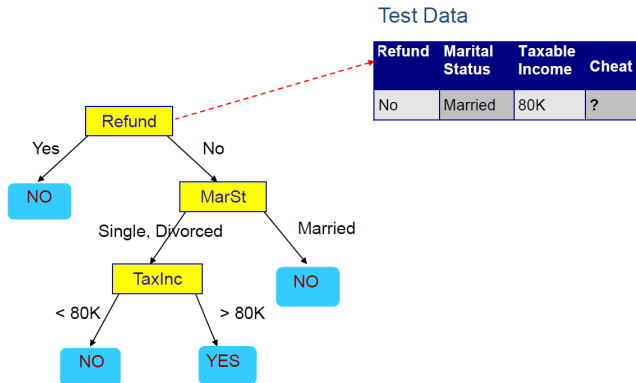 Test Data
Refund Marital Status Taxable Income Cheat
No Married 80K ?
Refund
Yes No
NO MarSt
Single, Divorced Married
TaxInc NO
< 80K > 80K
NO YES